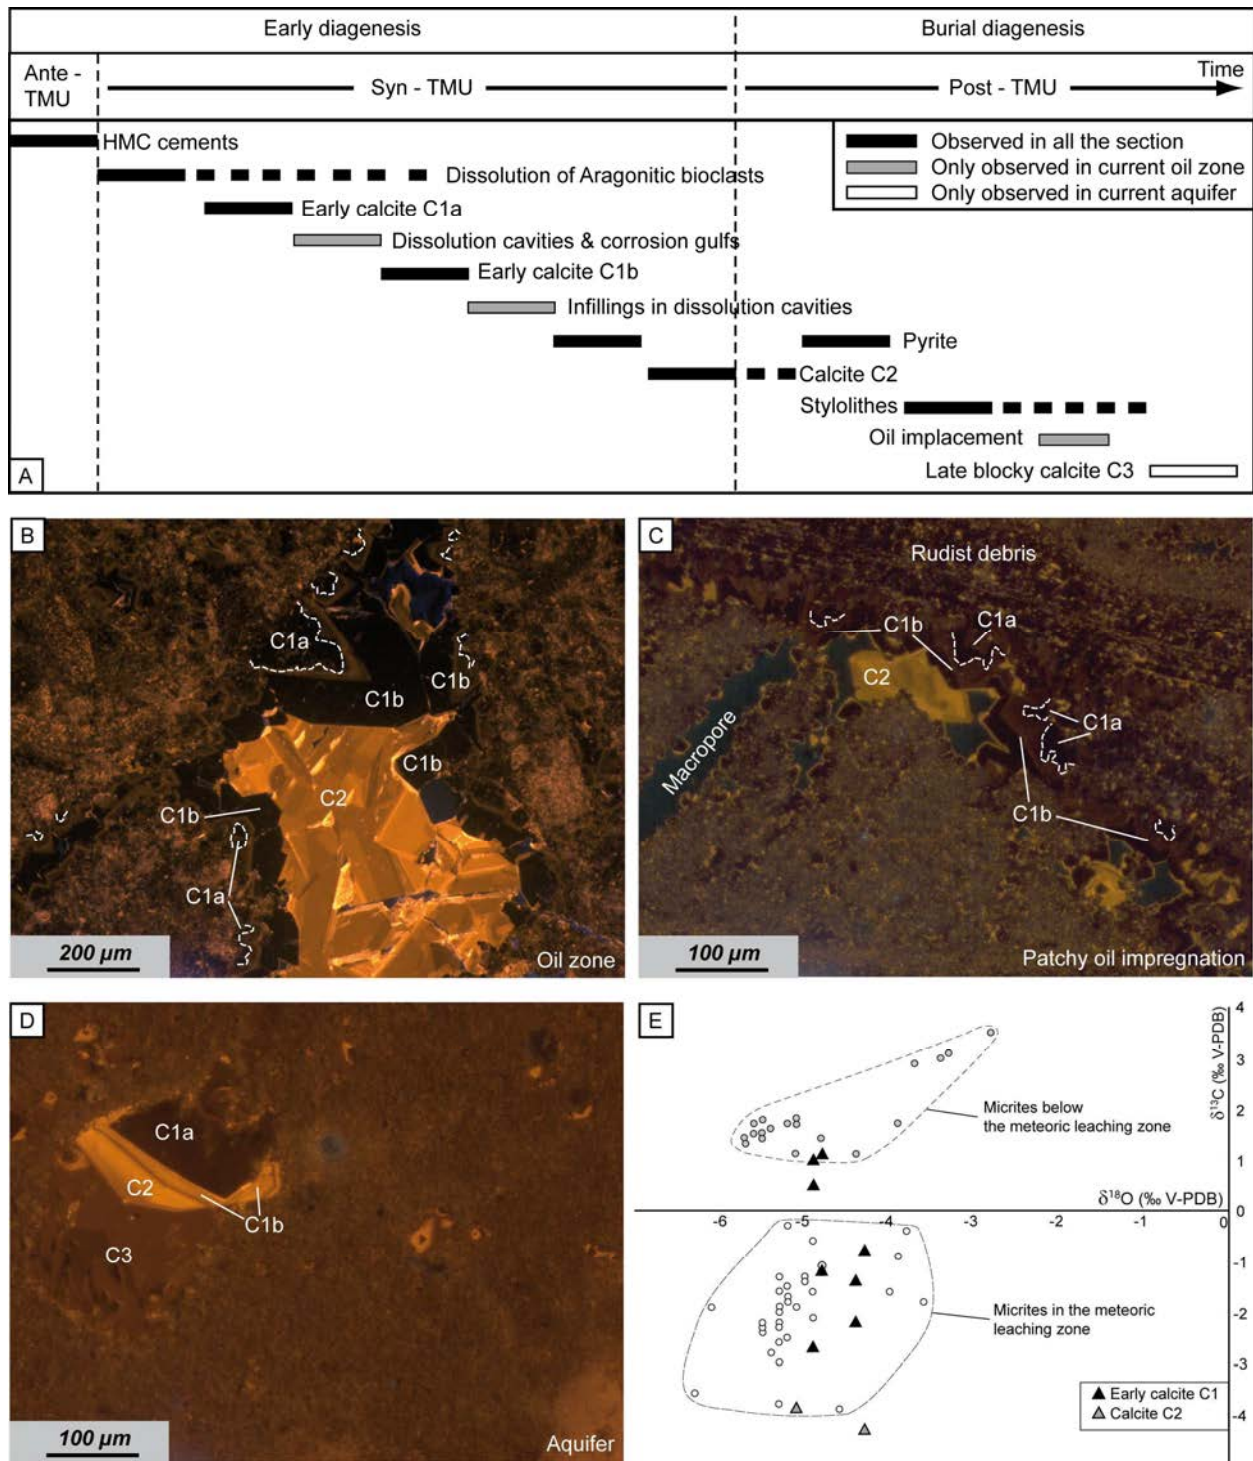 Early diagenesis
Burial diagenesis
Ante -
TMU
Syn - TMU
Post - TMU
Time
HMC cements
Dissolution of Aragonitic bioclasts
Early calcite C1a
Dissolution cavities & corrosion gulfs
Early calcite C1b
Infillings in dissolution cavities
Pyrite
Calcite C2
Stylolithes
Oil implacement
Late blocky calcite C3
Observed in all the section
Only observed in current oil zone
Only observed in current aquifer
A
B
C1a
C1b
C1b
C1b
C2
C1b
C1a
200 µm
Oil zone
C
Rudist debris
C1a
C1b
C2
Macropore
C1a
C1b
100 µm
Patchy oil impregnation
D
C1a
C2
C1b
C3
100 µm
Aquifer
E
δ13C (‰ V-PDB)
4
3
2
1
0
-1
-2
-3
-4
Micrites below
the meteoric leaching zone
δ18O (‰ V-PDB)
-6
-5
-4
-3
-2
-1
0
Micrites in the meteoric
leaching zone
Early calcite C1
Calcite C2